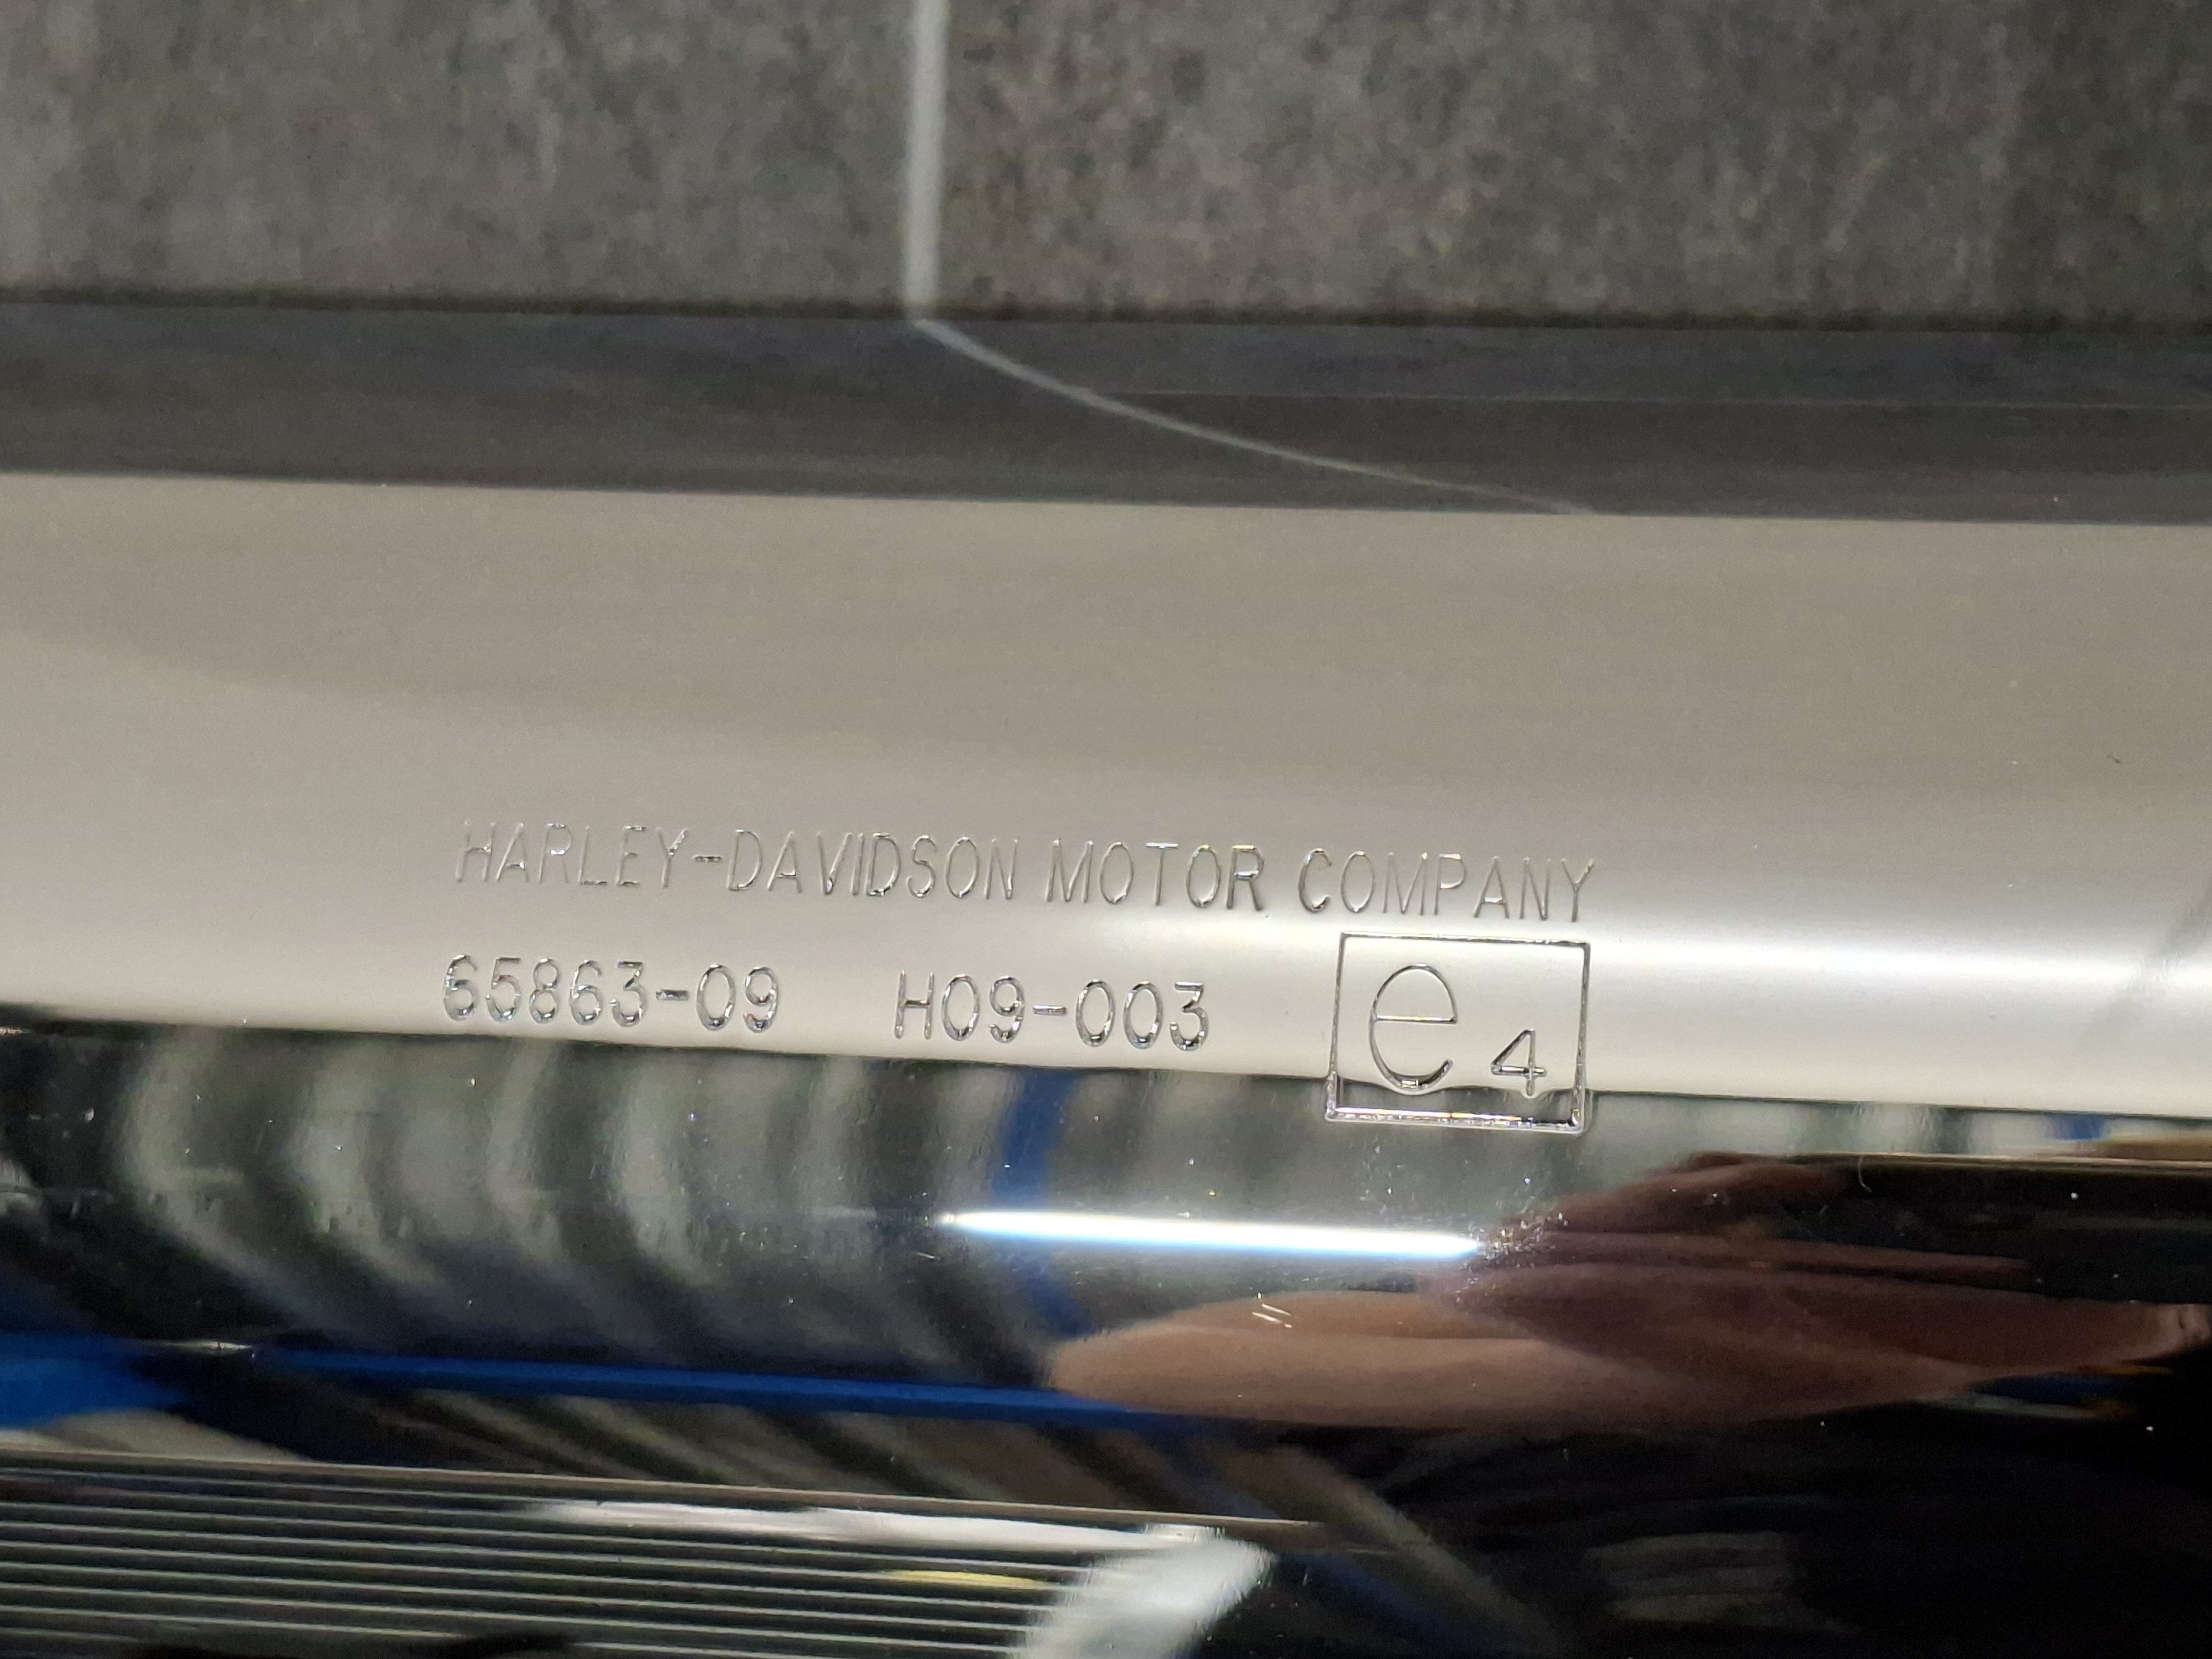 HARLEY-DAVIDSON MOTOR COMPANY
65863-09 H09-003 e4